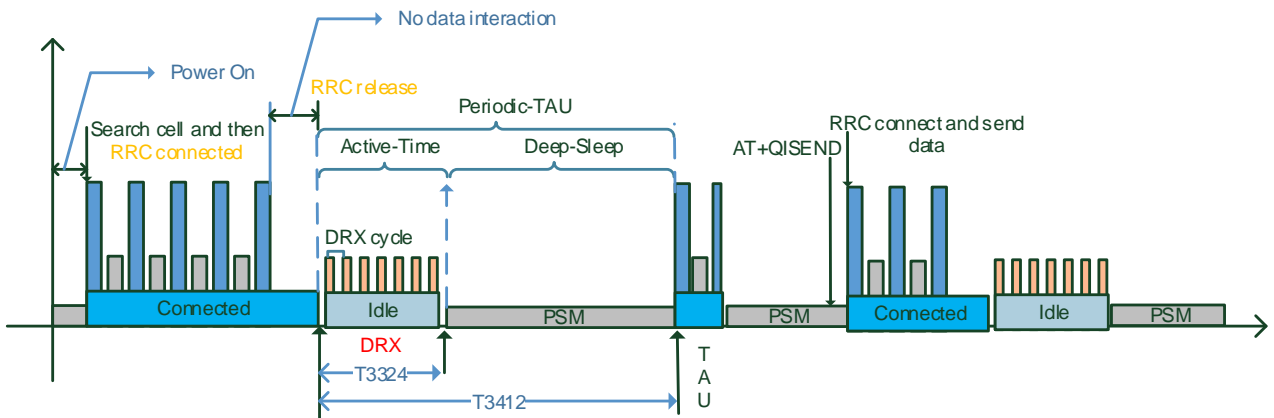 No data interaction
Power On
RRC release
Periodic-TAU
Search cell and then
RRC connected
RRC connect and send
data
Active-Time
Deep-Sleep
AT+QISEND
DRX cycle
Connected
Idle
PSM
PSM
Connected
Idle
PSM
DRX
T3324
T3412
T
A
U